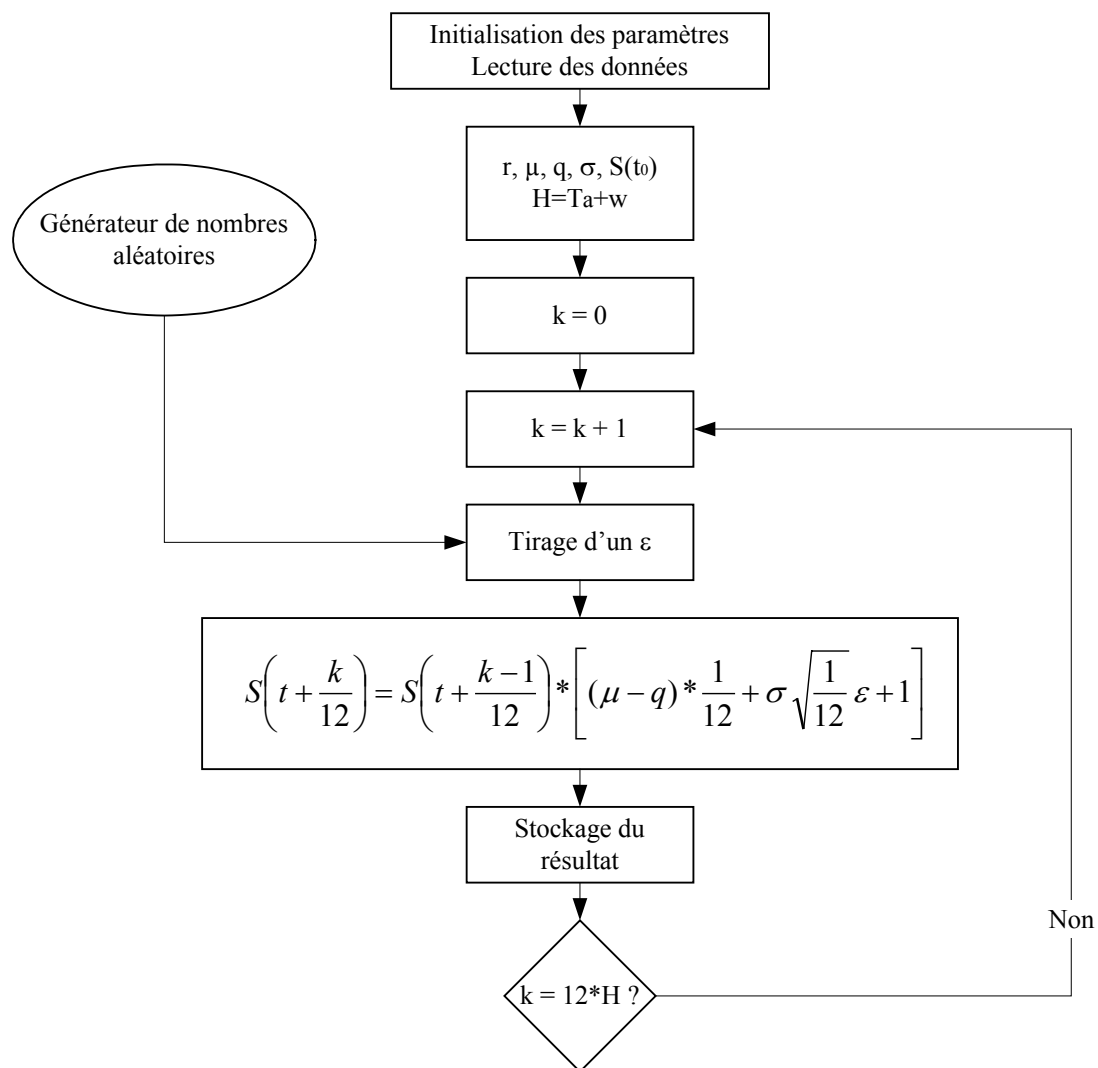 Initialisation des paramètres
Lecture des données
r, μ, q, σ, S(t₀)
H=Ta+w
Générateur de nombres
aléatoires
k = 0
k = k + 1
Tirage d’un ε
S(t + k/12) = S(t + (k−1)/12) * [(μ − q) * 1/12 + σ √(1/12) ε + 1]
Stockage du
résultat
Non
k = 12*H ?